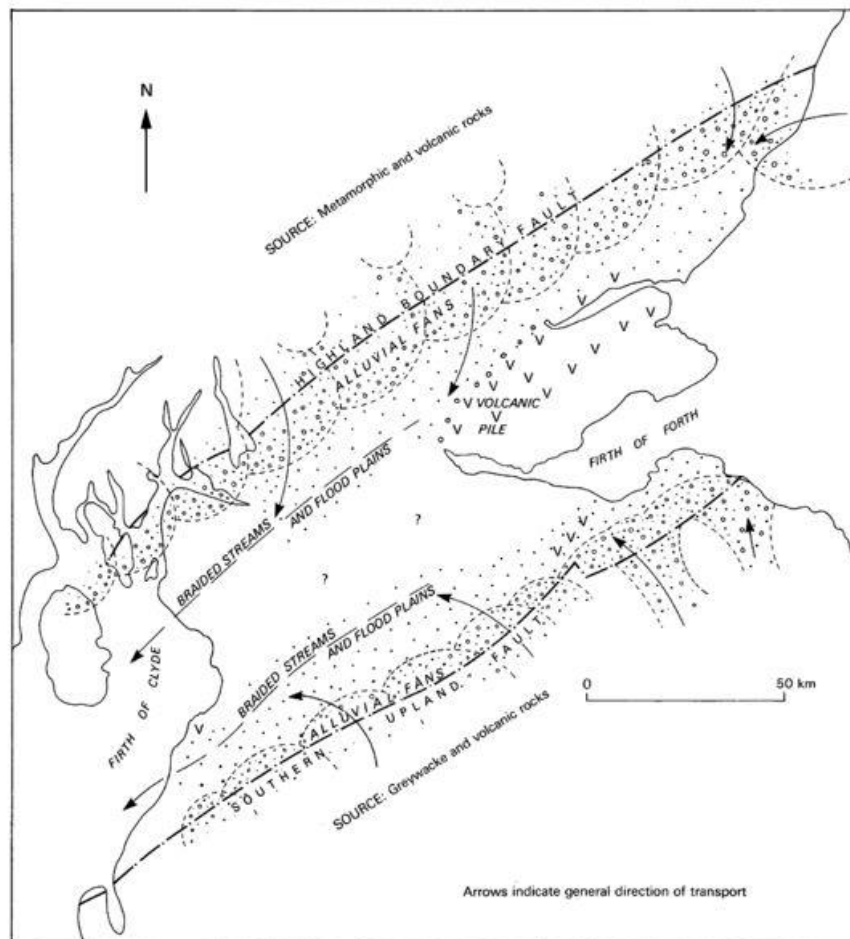 N
SOURCE: Metamorphic and volcanic rocks
HIGHLAND BOUNDARY FAULT
ALLUVIAL FANS
V
V
V
V
V
V
V
V
V
V
V
V VOLCANIC
V
V PILE
FIRTH OF FORTH
BRAIDED STREAMS AND FLOOD PLAINS
?
V
V
V
V
V
?
BRAIDED STREAMS AND FLOOD PLAINS
0 50 km
FIRTH OF CLYDE
V
ALLUVIAL FANS
SOUTHERN UPLAND FAULT
SOURCE: Greywacke and volcanic rocks
Arrows indicate general direction of transport